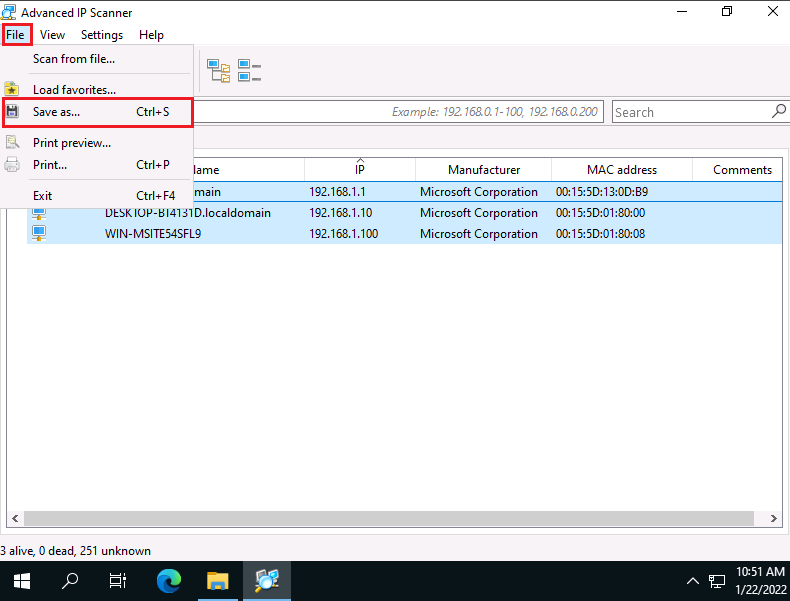 Advanced IP Scanner
File View Settings Help
Scan from file...
Load favorites...
Save as... Ctrl+S
Print preview...
Print... Ctrl+P
Exit Ctrl+F4
Example: 192.168.0.1-100, 192.168.0.200 Search
ame IP Manufacturer MAC address Comments
main 192.168.1.1 Microsoft Corporation 00:15:5D:13:0D:B9
DESKTOP-BT4131D.localdomain 192.168.1.10 Microsoft Corporation 00:15:5D:01:80:00
WIN-MSITE54SFL9 192.168.1.100 Microsoft Corporation 00:15:5D:01:80:08
3 alive, 0 dead, 251 unknown
10:51 AM
1/22/2022